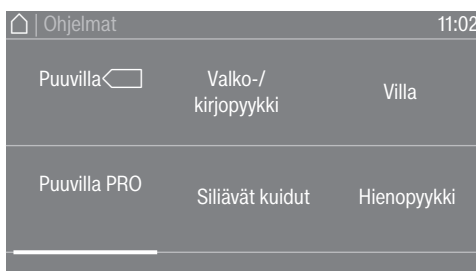 Ohjelmat 11:02
Puuvilla
Valko-/
kirjopyykki
Villa
Puuvilla PRO
Siliävät kuidut
Hienopyykki